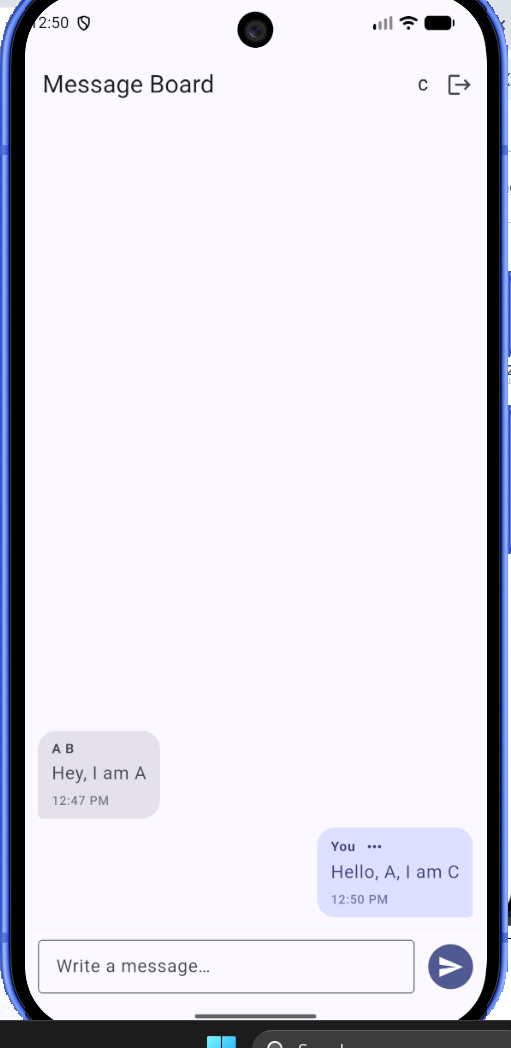 12:50
Message Board
C
A B
Hey, I am A
12:47 PM
You •••
Hello, A, I am C
12:50 PM
Write a message…